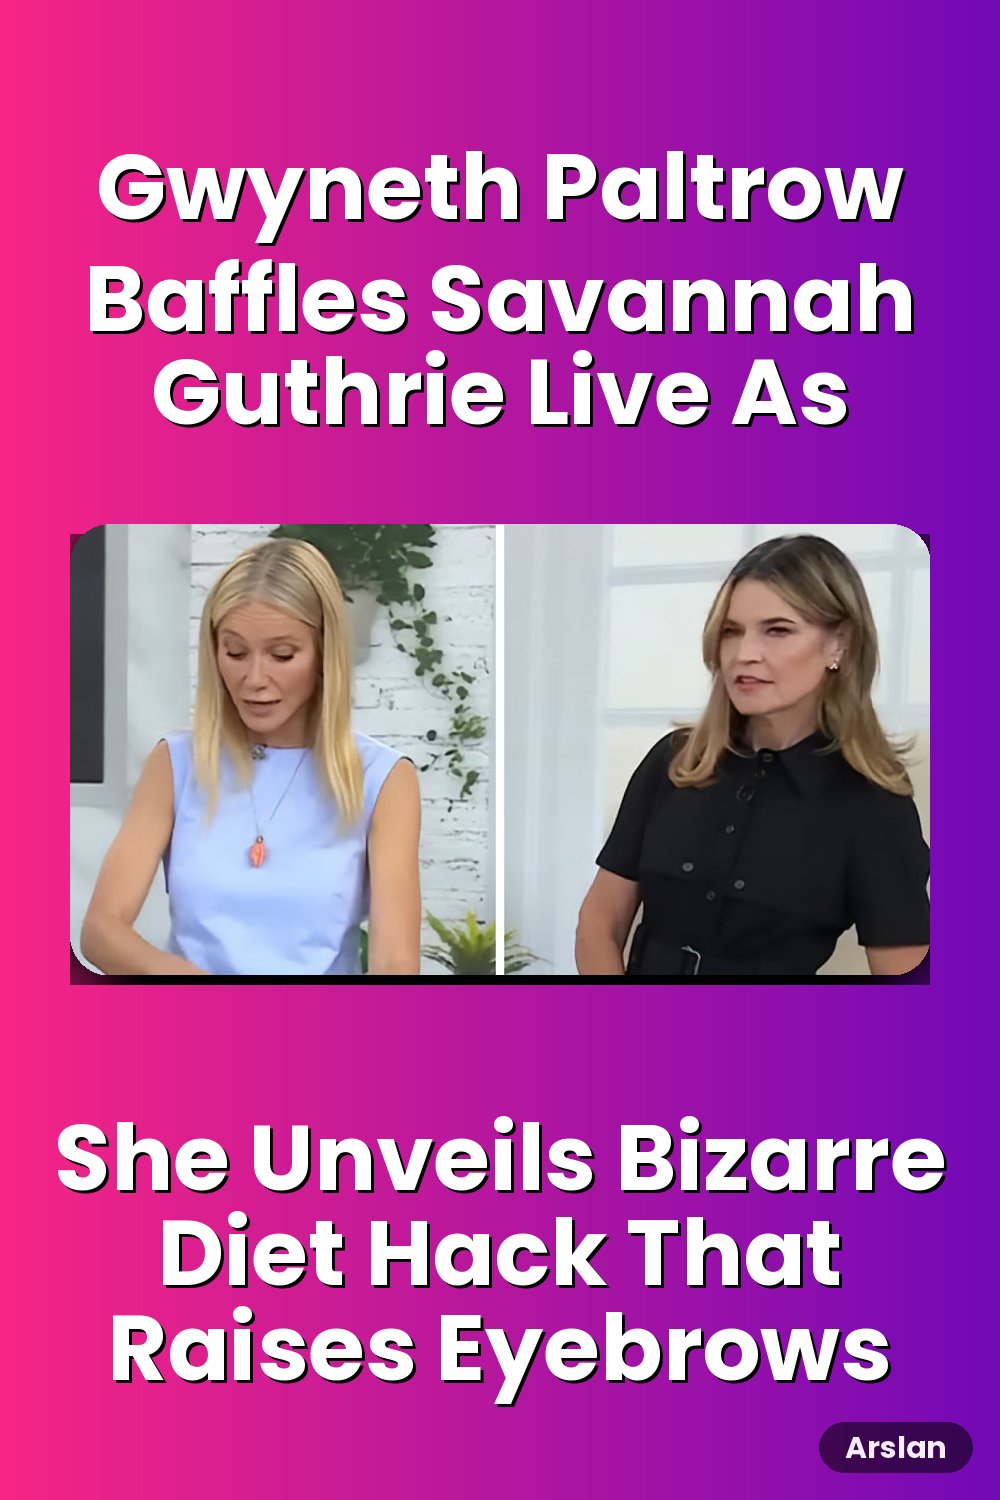 Gwyneth Paltrow
Baffles Savannah
Guthrie Live As
She Unveils Bizarre
Diet Hack That
Raises Eyebrows
Arslan